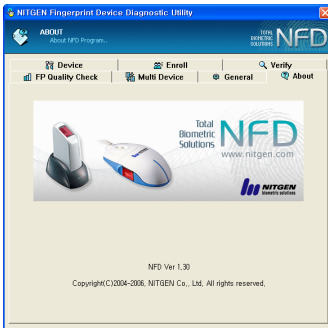 NITGEN Fingerprint Device Diagnostic Utility
ABOUT
About NFD Program...
TOTAL
BIOMETRIC
SOLUTIONS
NFD
Device
Enroll
Verify
FP Quality Check
Multi Device
General
About
Total
Biometric
Solutions
NFD
www.nitgen.com
NITGEN
biometric solutions
NFD Ver 1.30
Copyright(C)2004-2006, NITGEN Co., Ltd, All rights reserved,